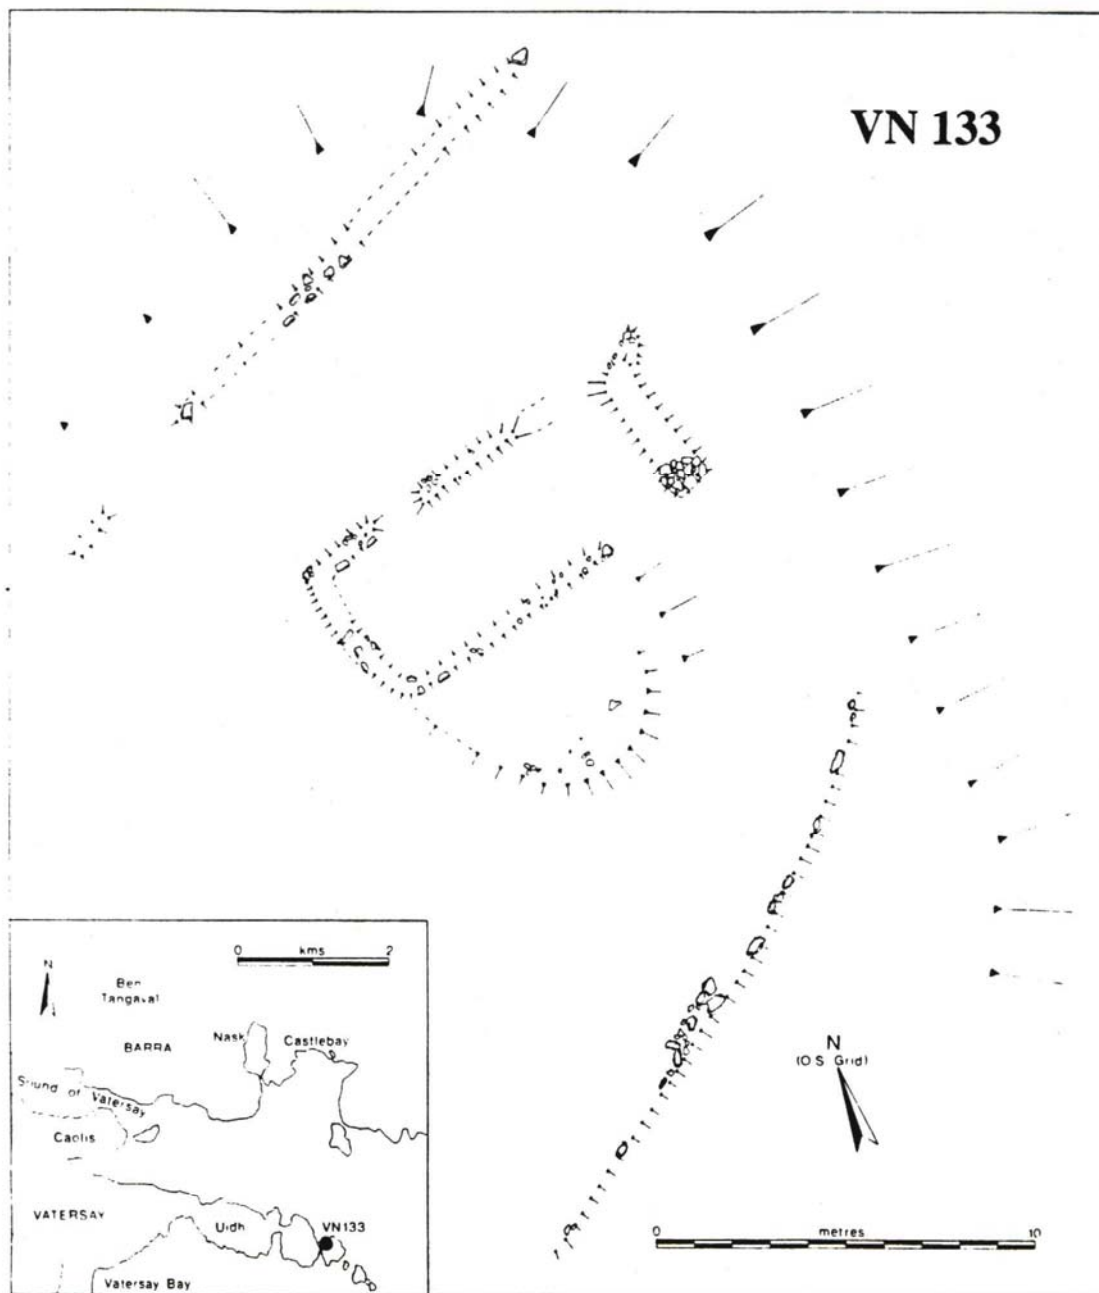 VN 133
0 kms 2
N
Ben
Tangaval
BARRA
Nask
Castlebay
Sound of Vatersay
Caolis
VATERSAY
Uidh
VN133
Vatersay Bay
N
(O.S. Grid)
0 metres 10